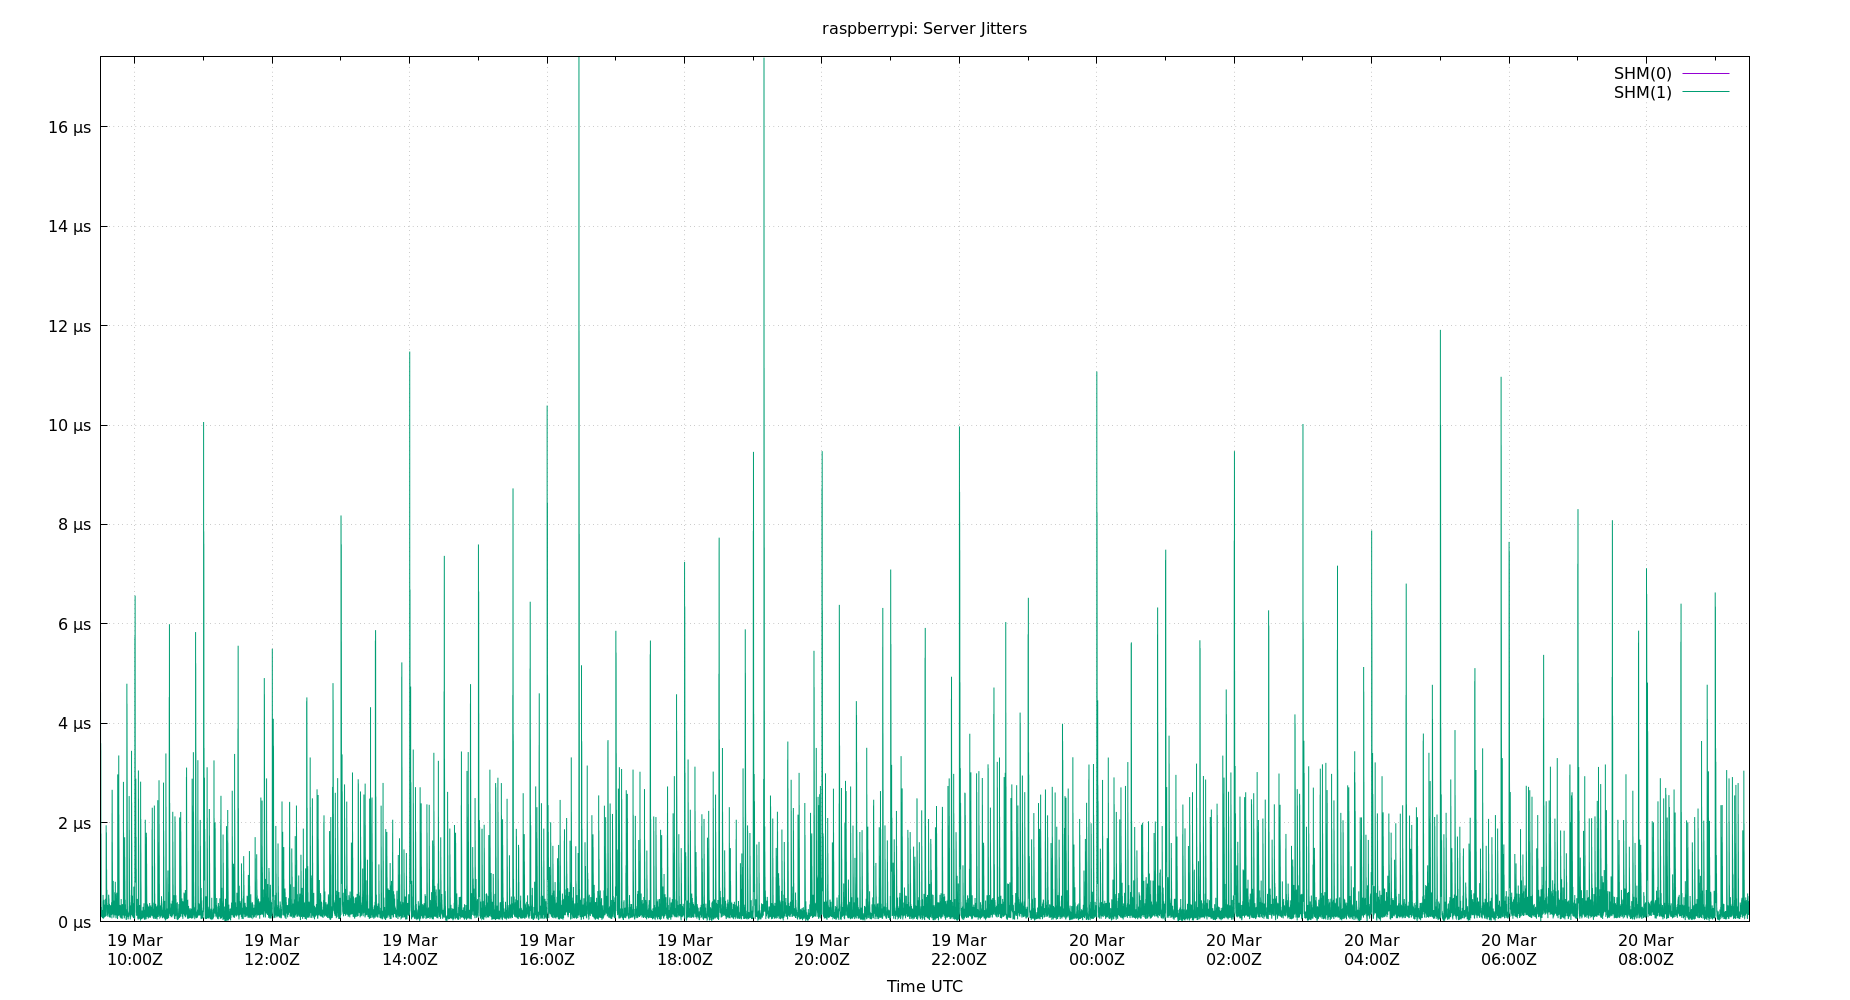 raspberrypi: Server Jitters
SHM(0)
SHM(1)
16 µs
14 µs
12 µs
10 µs
8 µs
6 µs
4 µs
2 µs
0 µs
19 Mar 19 Mar 19 Mar 19 Mar 19 Mar 19 Mar 19 Mar 20 Mar 20 Mar 20 Mar 20 Mar 20 Mar
10:00Z 12:00Z 14:00Z 16:00Z 18:00Z 20:00Z 22:00Z 00:00Z 02:00Z 04:00Z 06:00Z 08:00Z
Time UTC